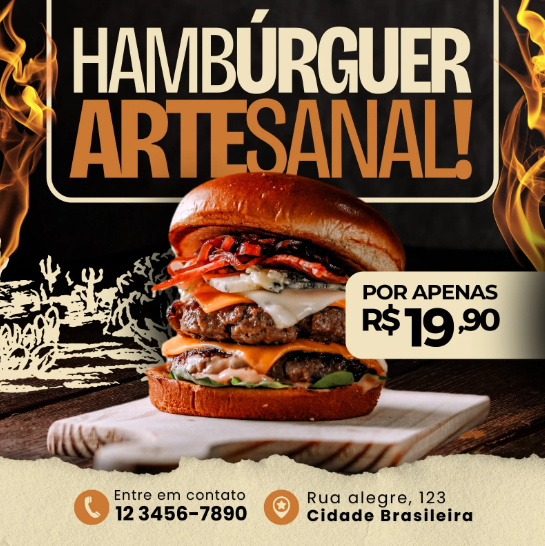 HAMBÚRGUER
ARTESANAL!
POR APENAS
R$ 19,90
Entre em contato
12 3456-7890
Rua alegre, 123
Cidade Brasileira